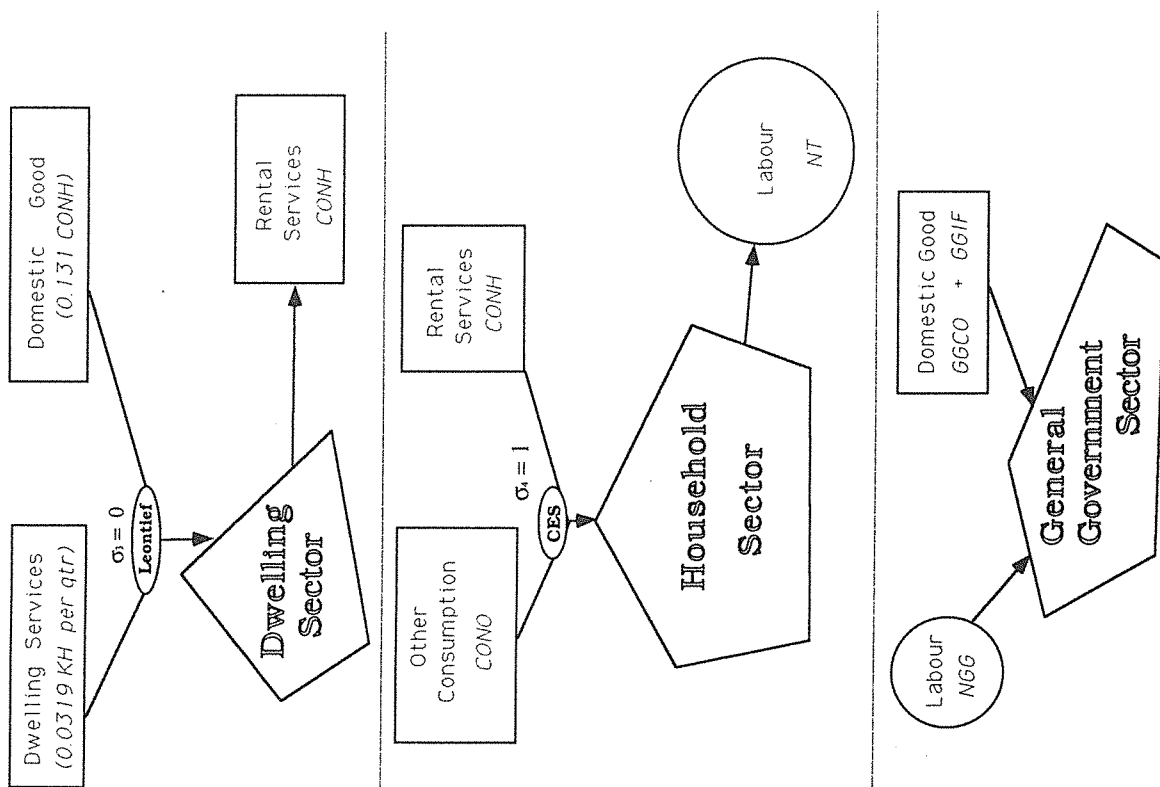 Dwelling Services
(0.0319 KH per qtr)
Domestic Good
(0.131 CONH)
σ₃ = 0
Leontief
Dwelling
Sector
Rental
Services
CONH
Other
Consumption
CONO
Rental
Services
CONH
σ₄ = 1
CES
Household
Sector
Labour
NT
Labour
NGG
Domestic Good
GGCO + GGIF
General
Government
Sector